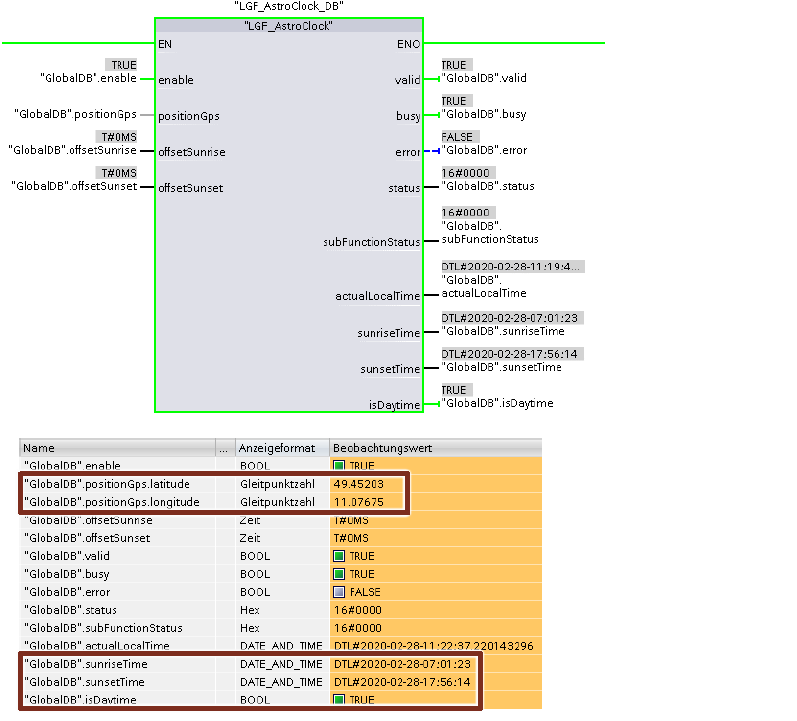 "LGF_AstroClock_DB"
"LGF_AstroClock"
EN ENO
TRUE TRUE
"GlobalDB".enable enable valid "GlobalDB".valid
TRUE
"GlobalDB".positionGps positionGps busy "GlobalDB".busy
T#0MS FALSE
"GlobalDB".offsetSunrise offsetSunrise error "GlobalDB".error
T#0MS 16#0000
"GlobalDB".offsetSunset offsetSunset status "GlobalDB".status
16#0000
"GlobalDB".
subFunctionStatus subFunctionStatus
DTL#2020-02-28-11:19:4...
"GlobalDB".
actualLocalTime actualLocalTime
DTL#2020-02-28-07:01:23
sunriseTime "GlobalDB".sunriseTime
DTL#2020-02-28-17:56:14
sunsetTime "GlobalDB".sunsetTime
TRUE
isDaytime "GlobalDB".isDaytime
Name ... Anzeigeformat Beobachtungswert
"GlobalDB".enable BOOL TRUE
"GlobalDB".positionGps.latitude Gleitpunktzahl 49.45203
"GlobalDB".positionGps.longitude Gleitpunktzahl 11.07675
"GlobalDB".offsetSunrise Zeit T#0MS
"GlobalDB".offsetSunset Zeit T#0MS
"GlobalDB".valid BOOL TRUE
"GlobalDB".busy BOOL TRUE
"GlobalDB".error BOOL FALSE
"GlobalDB".status Hex 16#0000
"GlobalDB".subFunctionStatus Hex 16#0000
"GlobalDB".actualLocalTime DATE_AND_TIME DTL#2020-02-28-11:22:37.220143296
"GlobalDB".sunriseTime DATE_AND_TIME DTL#2020-02-28-07:01:23
"GlobalDB".sunsetTime DATE_AND_TIME DTL#2020-02-28-17:56:14
"GlobalDB".isDaytime BOOL TRUE